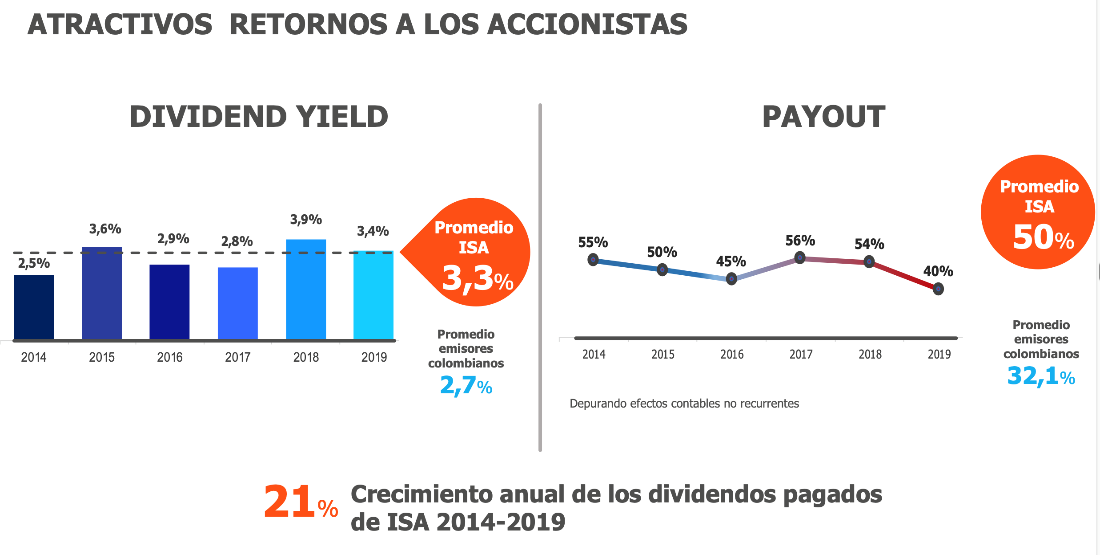 ATRACTIVOS RETORNOS A LOS ACCIONISTAS
DIVIDEND YIELD
2,5%
3,6%
2,9%
2,8%
3,9%
3,4%
2014
2015
2016
2017
2018
2019
Promedio
ISA
3,3%
Promedio
emisores
colombianos
2,7%
PAYOUT
55%
50%
45%
56%
54%
40%
2014
2015
2016
2017
2018
2019
Depurando efectos contables no recurrentes
Promedio
ISA
50%
Promedio
emisores
colombianos
32,1%
21%
Crecimiento anual de los dividendos pagados
de ISA 2014-2019